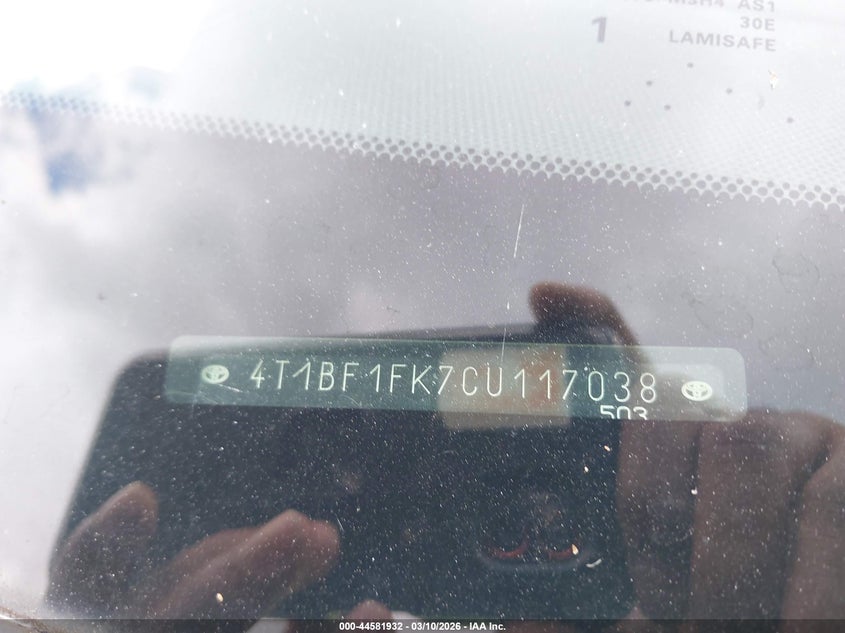 AS1
30E
1
LAMISAFE
4T1BF1FK7CU117038
503
000-44581932 - 03/10/2026 - IAA Inc.